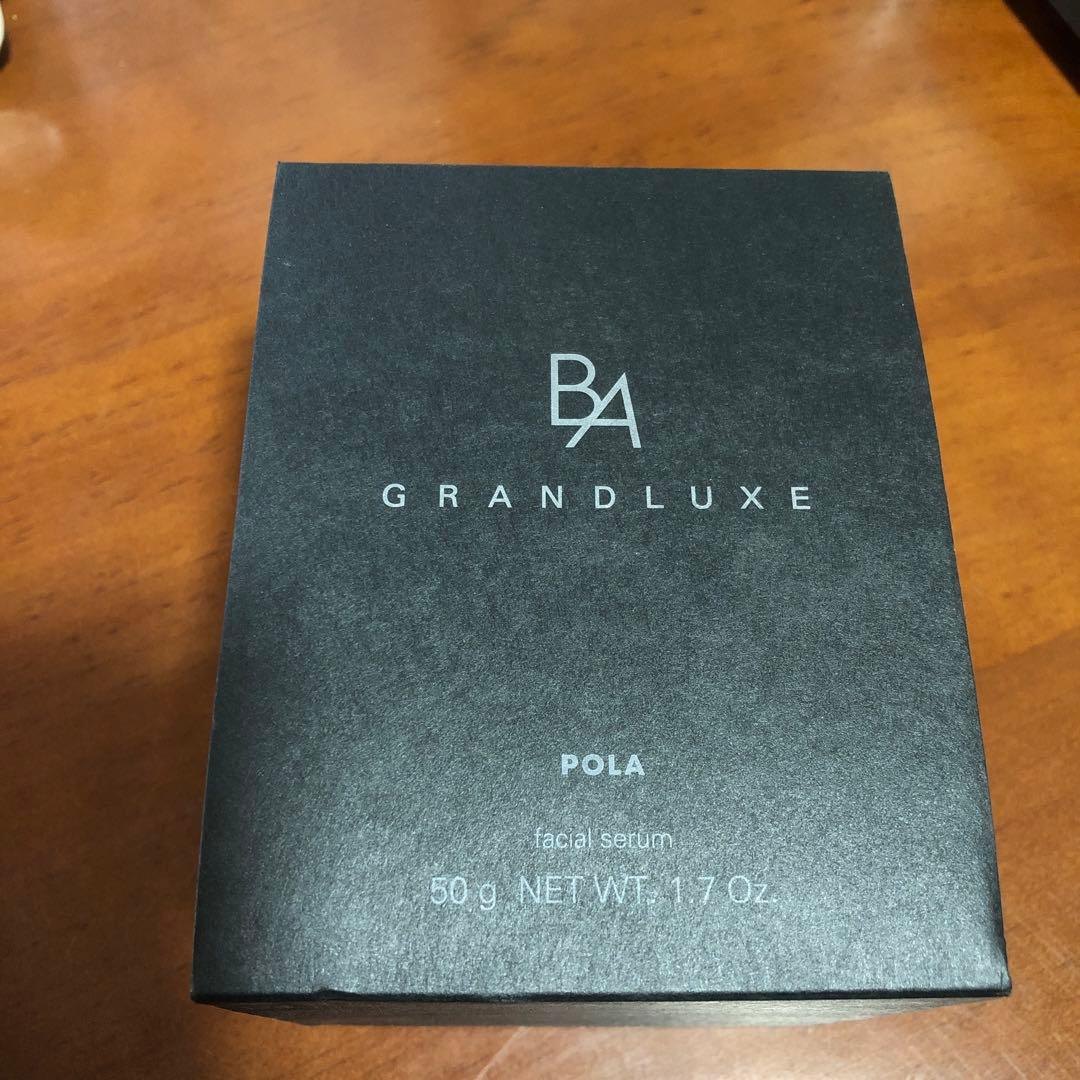 BA
GRANDLUXE
POLA
facial serum
50 g NET WT. 1.7 Oz.